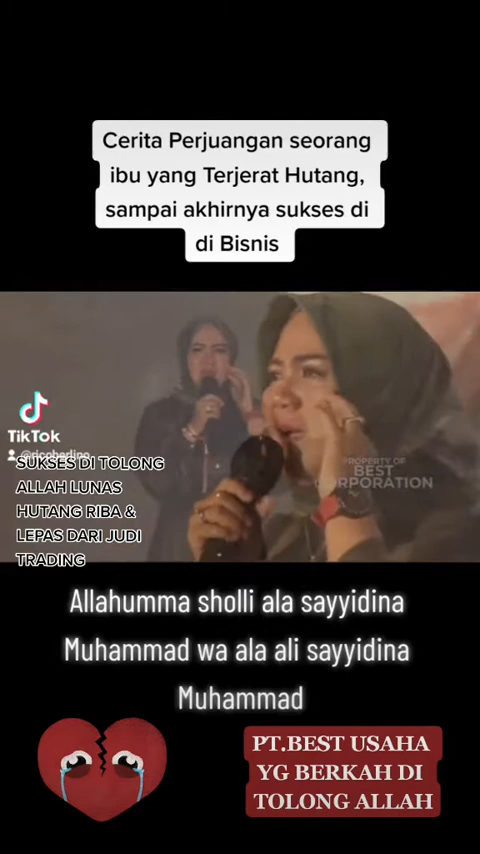 Cerita Perjuangan seorang
ibu yang Terjerat Hutang,
sampai akhirnya sukses di
di Bisnis
TikTok
@ricoherlino
PROPERTY OF
BEST
CORPORATION
SUKSES DI TOLONG
ALLAH LUNAS
HUTANG RIBA &
LEPAS DARI JUDI
TRADING
Allahumma sholli ala sayyidina
Muhammad wa ala ali sayyidina
Muhammad
PT.BEST USAHA
YG BERKAH DI
TOLONG ALLAH